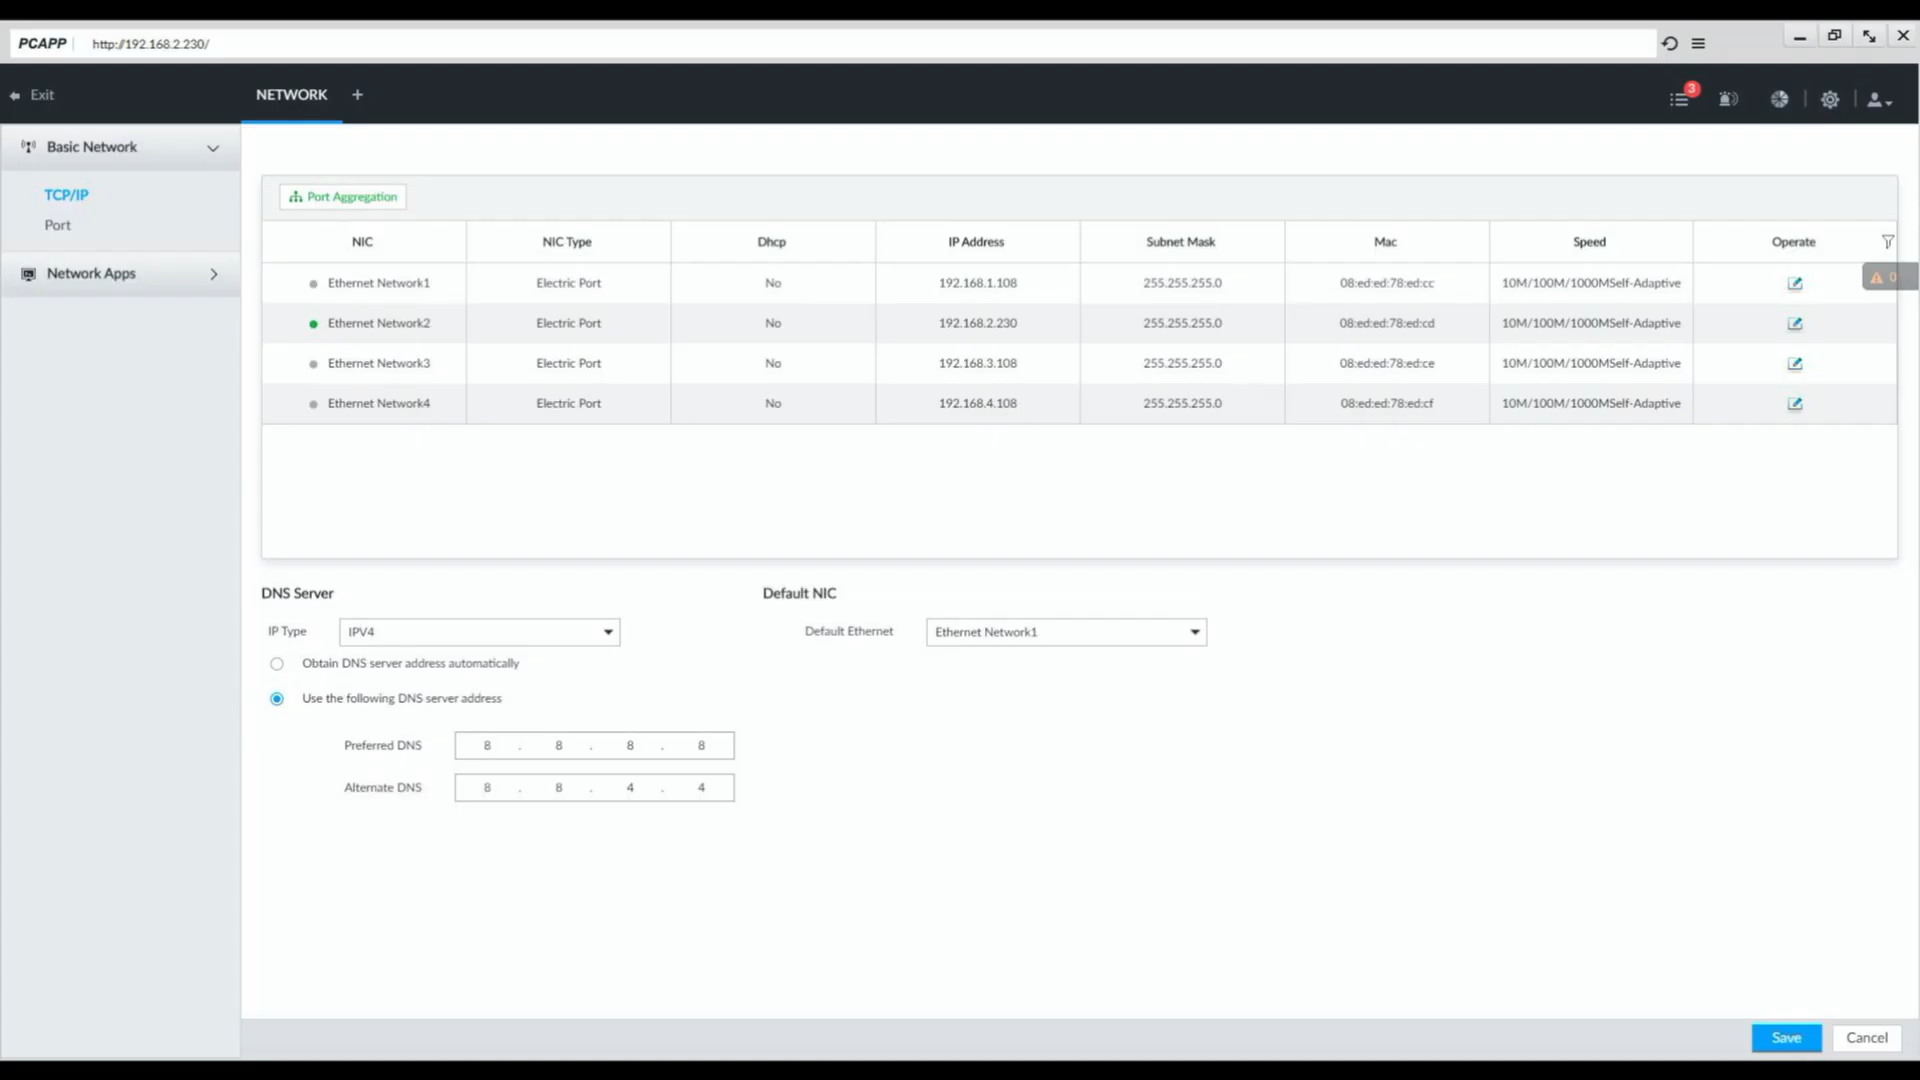 PCAPP http://192.168.2.230/
Exit NETWORK + 3
Basic Network
TCP/IP
Port
Network Apps
Port Aggregation
NIC NIC Type Dhcp IP Address Subnet Mask Mac Speed Operate
Ethernet Network1 Electric Port No 192.168.1.108 255.255.255.0 08:ed:ed:78:ed:cc 10M/100M/1000MSelf-Adaptive 0
Ethernet Network2 Electric Port No 192.168.2.230 255.255.255.0 08:ed:ed:78:ed:cd 10M/100M/1000MSelf-Adaptive
Ethernet Network3 Electric Port No 192.168.3.108 255.255.255.0 08:ed:ed:78:ed:ce 10M/100M/1000MSelf-Adaptive
Ethernet Network4 Electric Port No 192.168.4.108 255.255.255.0 08:ed:ed:78:ed:cf 10M/100M/1000MSelf-Adaptive
DNS Server Default NIC
IP Type IPV4 Default Ethernet Ethernet Network1
Obtain DNS server address automatically
Use the following DNS server address
Preferred DNS 8 . 8 . 8 . 8
Alternate DNS 8 . 8 . 4 . 4
Save Cancel